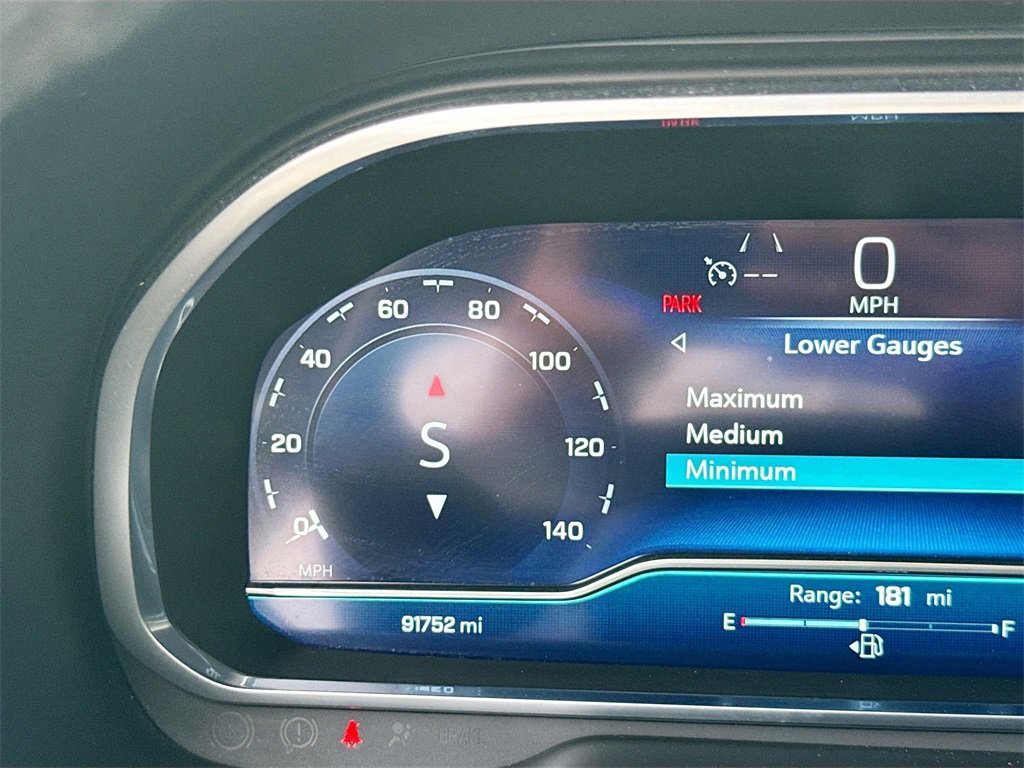 0
MPH
PARK
Lower Gauges
Maximum
Medium
Minimum
60
80
40
100
20
120
0
140
S
MPH
Range: 181 mi
E
F
91752 mi